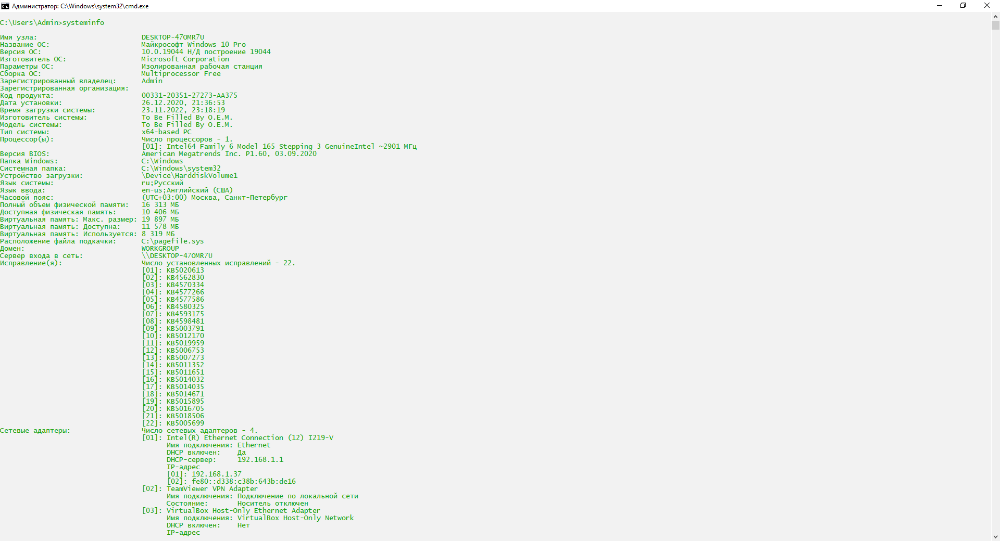 Администратор: C:\Windows\system32\cmd.exe
C:\Users\Admin>systeminfo
Имя узла: DESKTOP-47OMR7U
Название ОС: Майкрософт Windows 10 Pro
Версия ОС: 10.0.19044 Н/Д построение 19044
Изготовитель ОС: Microsoft Corporation
Параметры ОС: Изолированная рабочая станция
Сборка ОС: Multiprocessor Free
Зарегистрированный владелец: Admin
Зарегистрированная организация:
Код продукта: 00331-20351-27273-AA375
Дата установки: 26.12.2020, 21:36:53
Время загрузки системы: 23.11.2022, 23:18:19
Изготовитель системы: To Be Filled By O.E.M.
Модель системы: To Be Filled By O.E.M.
Тип системы: x64-based PC
Процессор(ы): Число процессоров - 1.
[01]: Intel64 Family 6 Model 165 Stepping 3 GenuineIntel ~2901 МГц
Версия BIOS: American Megatrends Inc. P1.60, 03.09.2020
Папка Windows: C:\Windows
Системная папка: C:\Windows\system32
Устройство загрузки: \Device\HarddiskVolume1
Язык системы: ru;Русский
Язык ввода: en-us;Английский (США)
Часовой пояс: (UTC+03:00) Москва, Санкт-Петербург
Полный объем физической памяти: 16 313 МБ
Доступная физическая память: 10 406 МБ
Виртуальная память: Макс. размер: 19 897 МБ
Виртуальная память: Доступна: 11 578 МБ
Виртуальная память: Используется: 8 319 МБ
Расположение файла подкачки: C:\pagefile.sys
Домен: WORKGROUP
Сервер входа в сеть: \\DESKTOP-47OMR7U
Исправление(я): Число установленных исправлений - 22.
[01]: KB5020613
[02]: KB4562830
[03]: KB4570334
[04]: KB4577266
[05]: KB4577586
[06]: KB4580325
[07]: KB4593175
[08]: KB4598481
[09]: KB5003791
[10]: KB5012170
[11]: KB5019959
[12]: KB5006753
[13]: KB5007273
[14]: KB5011352
[15]: KB5011651
[16]: KB5014032
[17]: KB5014035
[18]: KB5014671
[19]: KB5015895
[20]: KB5016705
[21]: KB5018506
[22]: KB5005699
Сетевые адаптеры: Число сетевых адаптеров - 4.
[01]: Intel(R) Ethernet Connection (12) I219-V
Имя подключения: Ethernet
DHCP включен: Да
DHCP-сервер: 192.168.1.1
IP-адрес
[01]: 192.168.1.37
[02]: fe80::d338:c38b:643b:de16
[02]: TeamViewer VPN Adapter
Имя подключения: Подключение по локальной сети
Состояние: Носитель отключен
[03]: VirtualBox Host-Only Ethernet Adapter
Имя подключения: VirtualBox Host-Only Network
DHCP включен: Нет
IP-адрес